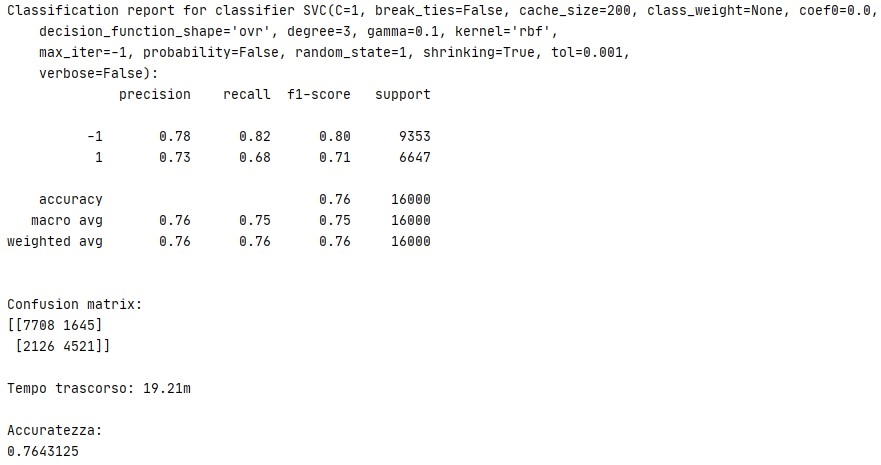 Classification report for classifier SVC(C=1, break_ties=False, cache_size=200, class_weight=None, coef0=0.0,
    decision_function_shape='ovr', degree=3, gamma=0.1, kernel='rbf',
    max_iter=-1, probability=False, random_state=1, shrinking=True, tol=0.001,
    verbose=False):
              precision    recall  f1-score   support

          -1       0.78      0.82      0.80      9353
           1       0.73      0.68      0.71      6647

    accuracy                           0.76     16000
   macro avg       0.76      0.75      0.75     16000
weighted avg       0.76      0.76      0.76     16000


Confusion matrix:
[[7708 1645]
 [2126 4521]]

Tempo trascorso: 19.21m

Accuratezza:
0.7643125